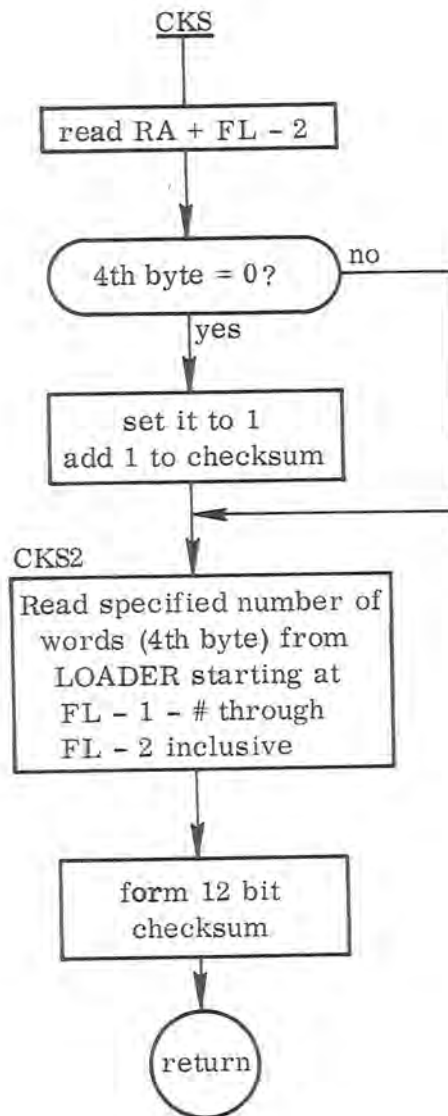 CKS
read RA + FL - 2
4th byte = 0?
no
yes
set it to 1
add 1 to checksum
CKS2
Read specified number of
words (4th byte) from
LOADER starting at
FL - 1 - # through
FL - 2 inclusive
form 12 bit
checksum
return